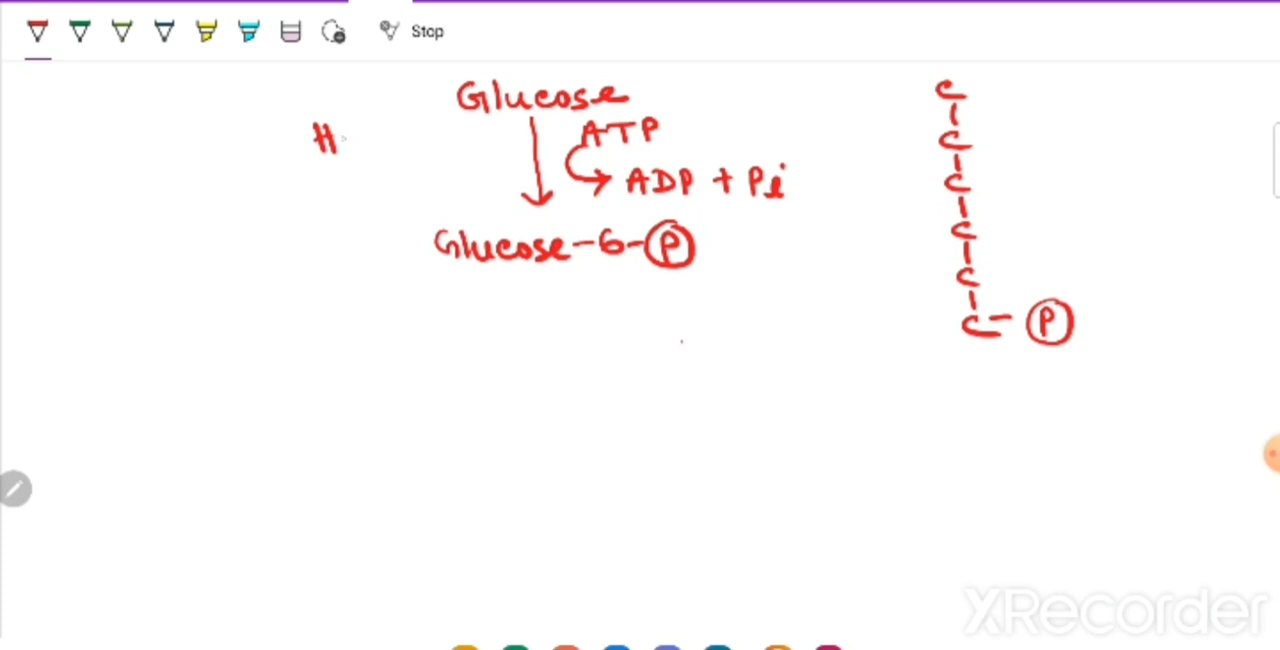 Stop
Glucose
H
ATP
ADP + Pi
Glucose-6-P
C
C
C
C
C
C-P
XRecorder